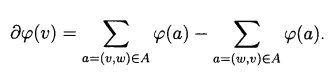 ∂φ(v) = ∑_{a=(v,w)∈A} φ(a) − ∑_{a=(w,v)∈A} φ(a).